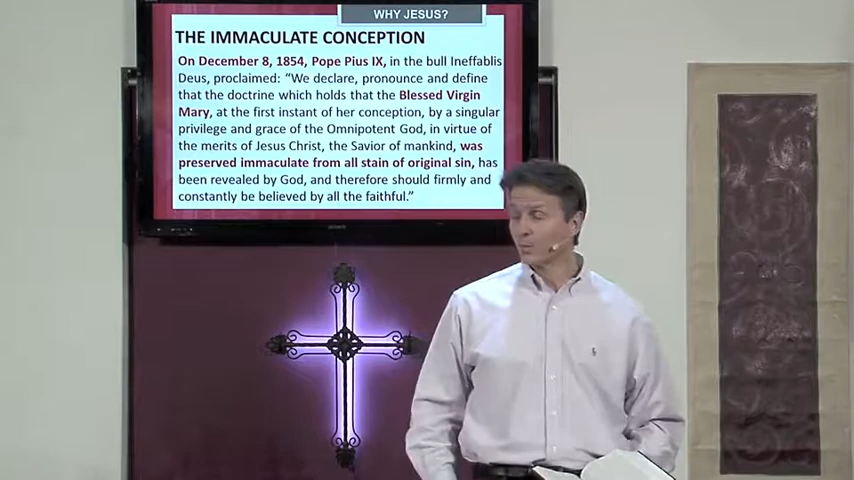 WHY JESUS?
THE IMMACULATE CONCEPTION
On December 8, 1854, Pope Pius IX, in the bull Ineffablis
Deus, proclaimed: “We declare, pronounce and define
that the doctrine which holds that the Blessed Virgin
Mary, at the first instant of her conception, by a singular
privilege and grace of the Omnipotent God, in virtue of
the merits of Jesus Christ, the Savior of mankind, was
preserved immaculate from all stain of original sin, has
been revealed by God, and therefore should firmly and
constantly be believed by all the faithful.”